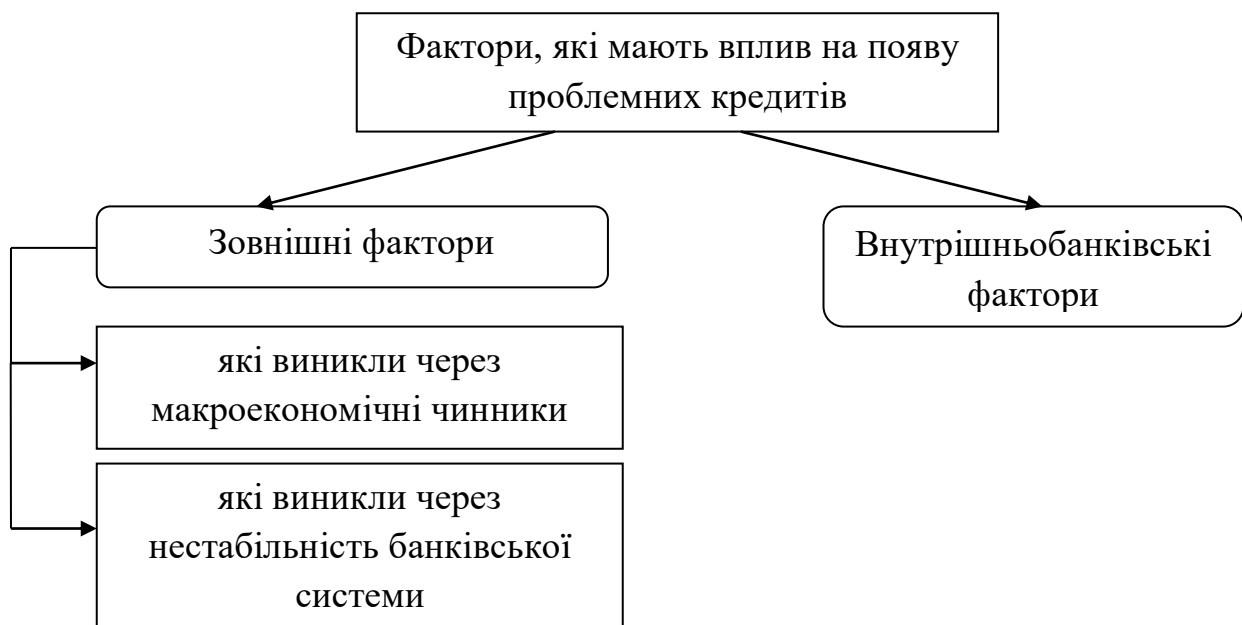 Фактори, які мають вплив на появу
проблемних кредитів
Зовнішні фактори
Внутрішньобанківські
фактори
які виникли через
макроекономічні чинники
які виникли через
нестабільність банківської
системи